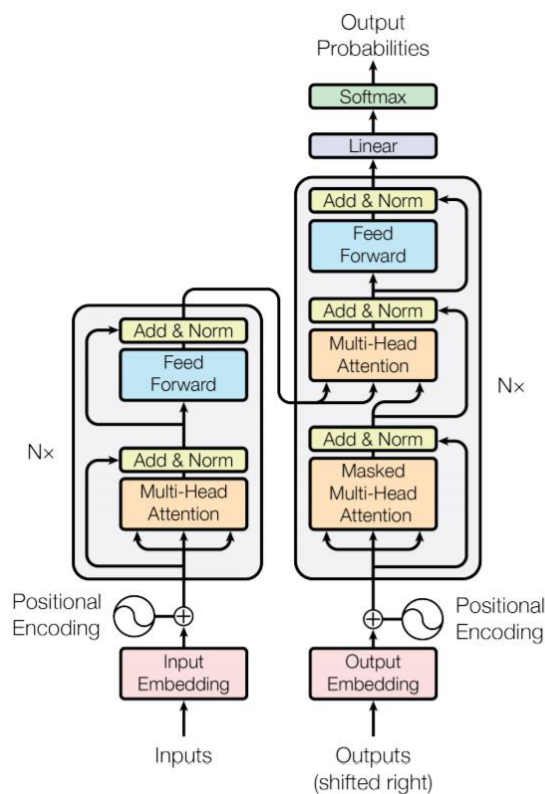 Output
Probabilities
Softmax
Linear
Add & Norm
Feed
Forward
Add & Norm
Multi-Head
Attention
Add & Norm
Masked
Multi-Head
Attention
N×
Add & Norm
Feed
Forward
Add & Norm
Multi-Head
Attention
N×
Positional
Encoding
Positional
Encoding
Input
Embedding
Output
Embedding
Inputs
Outputs
(shifted right)